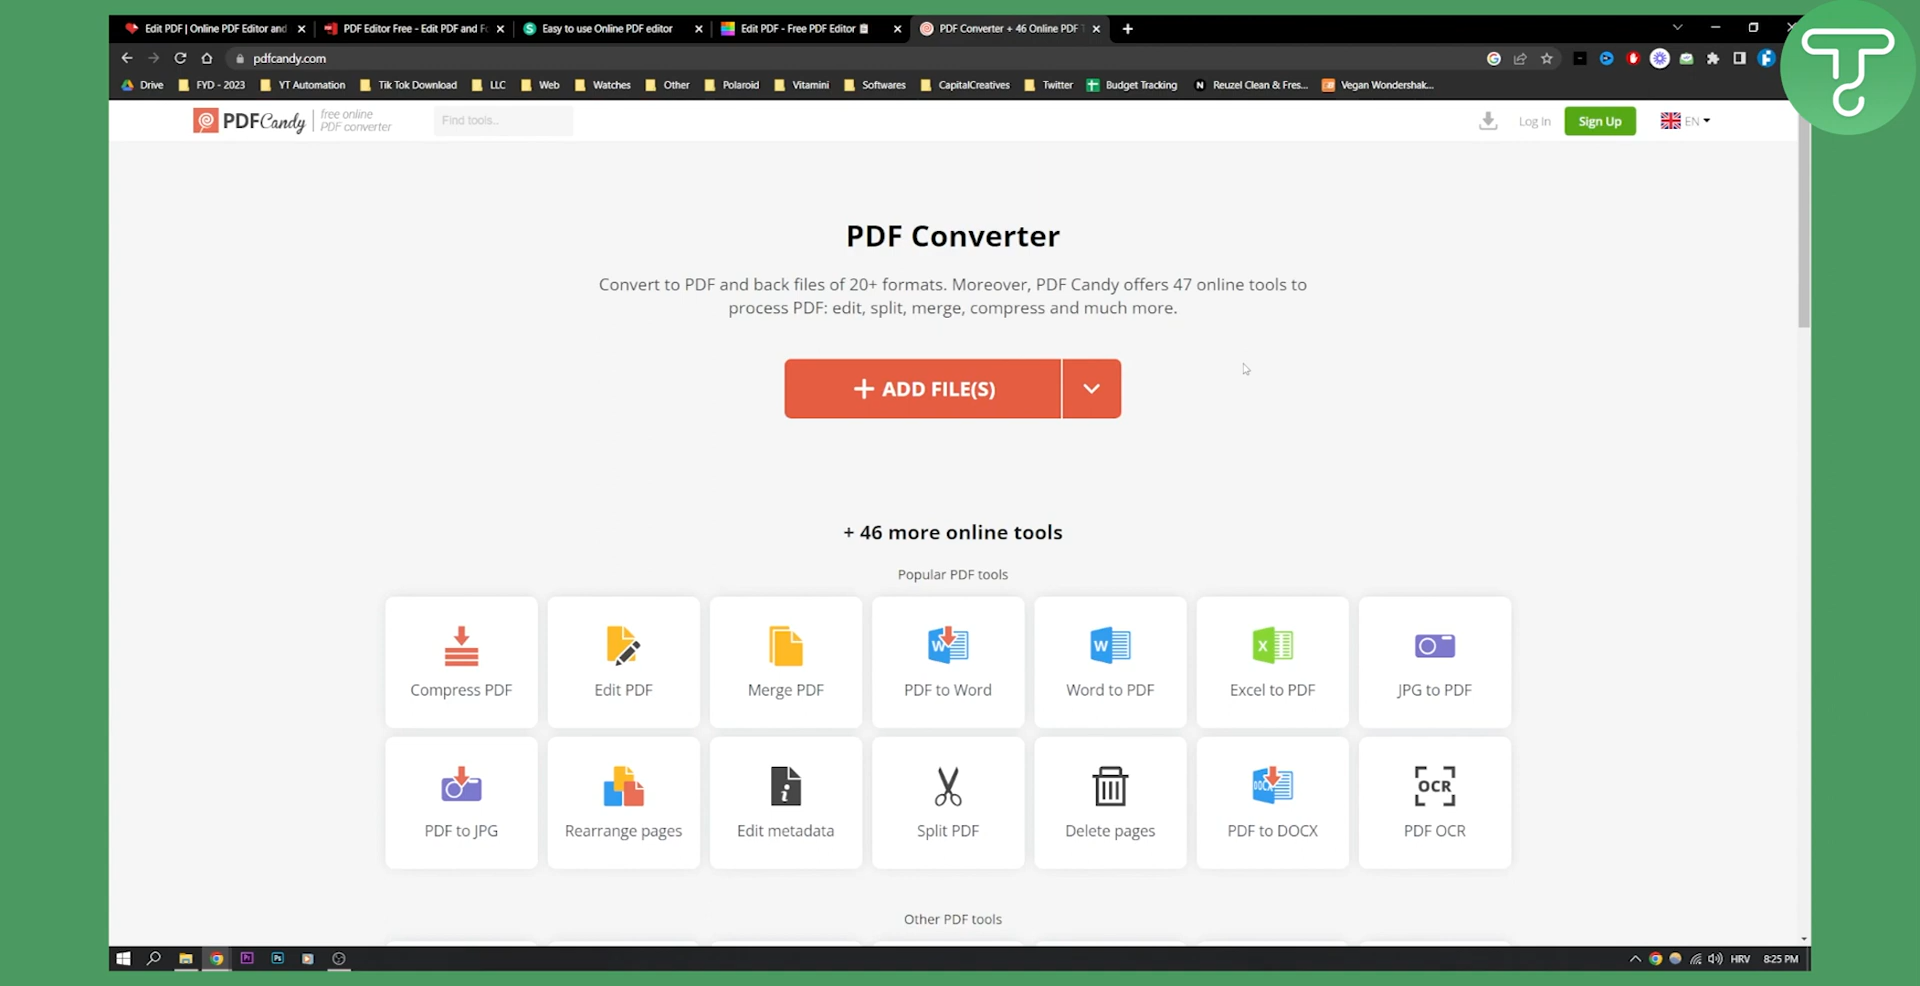 Edit PDF | Online PDF Editor and
PDF Editor Free - Edit PDF and Fo
Easy to use Online PDF editor
Edit PDF - Free PDF Editor
PDF Converter + 46 Online PDF T
pdfcandy.com
Drive
FYD - 2023
YT Automation
Tik Tok Download
LLC
Web
Watches
Other
Polaroid
Vitamini
Softwares
CapitalCreatives
Twitter
Budget Tracking
Reuzel Clean & Fres...
Vegan Wondershak...
PDF Candy
free online
PDF converter
Find tools...
Log In
Sign Up
EN
PDF Converter
Convert to PDF and back files of 20+ formats. Moreover, PDF Candy offers 47 online tools to
process PDF: edit, split, merge, compress and much more.
+ ADD FILE(S)
+ 46 more online tools
Popular PDF tools
Compress PDF
Edit PDF
Merge PDF
W
PDF to Word
W
Word to PDF
X
Excel to PDF
JPG to PDF
PDF to JPG
Rearrange pages
i
Edit metadata
Split PDF
Delete pages
DOCX
PDF to DOCX
OCR
PDF OCR
Other PDF tools
Pr
Ps
HRV
8:25 PM